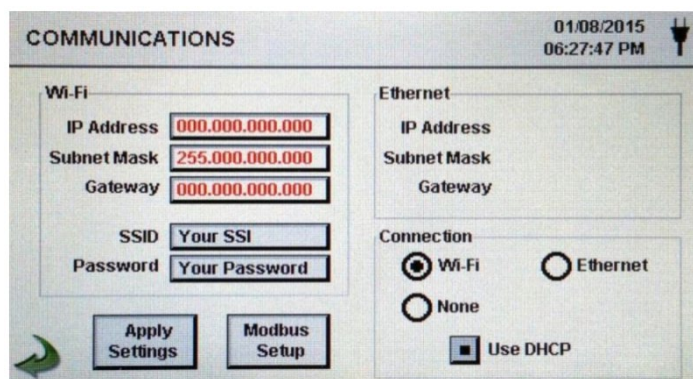 COMMUNICATIONS
01/08/2015
06:27:47 PM
Wi-Fi
IP Address 000.000.000.000
Subnet Mask 255.000.000.000
Gateway 000.000.000.000
SSID Your SSI
Password Your Password
Apply Settings
Modbus Setup
Ethernet
IP Address
Subnet Mask
Gateway
Connection
Wi-Fi Ethernet
None
Use DHCP